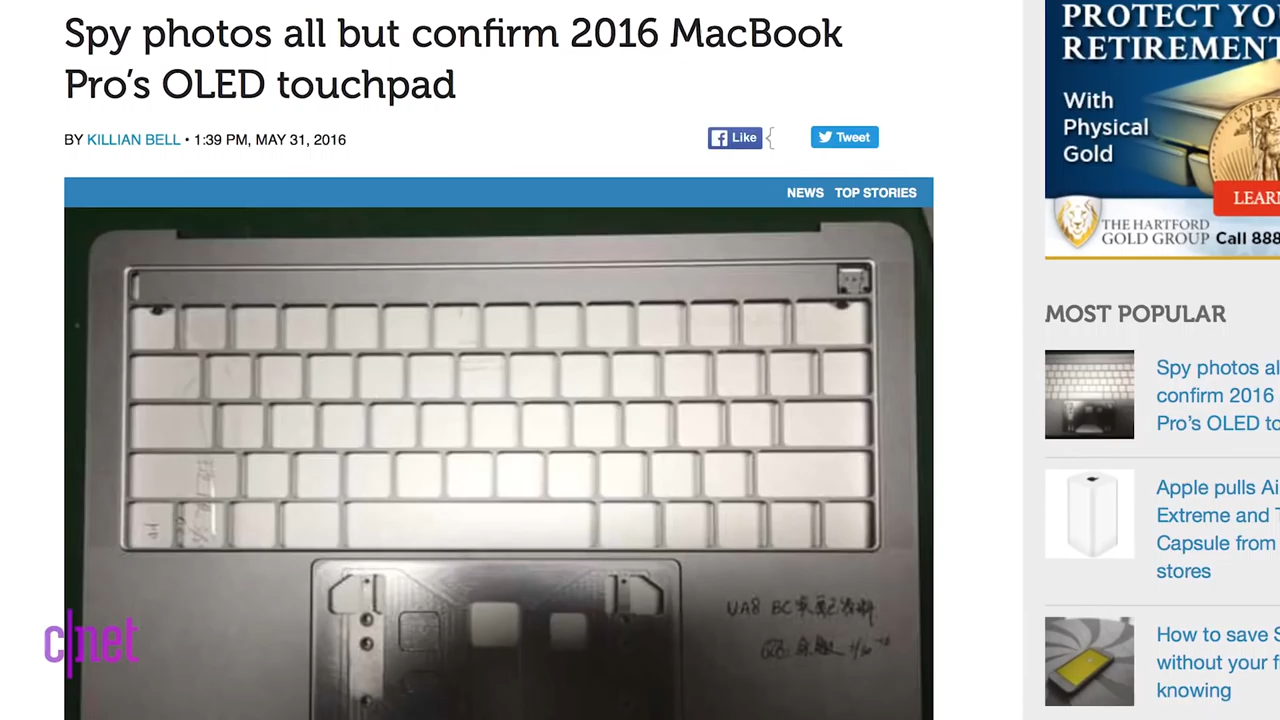 Spy photos all but confirm 2016 MacBook
Pro's OLED touchpad
BY KILLIAN BELL • 1:39 PM, MAY 31, 2016
Like
Tweet
NEWS TOP STORIES
UA8 BC
c|net
PROTECT YO
RETIREMENT
With
Physical
Gold
LEARN
THE HARTFORD
GOLD GROUP
Call 888
MOST POPULAR
Spy photos al
confirm 2016
Pro's OLED to
Apple pulls Ai
Extreme and T
Capsule from
stores
How to save S
without your f
knowing